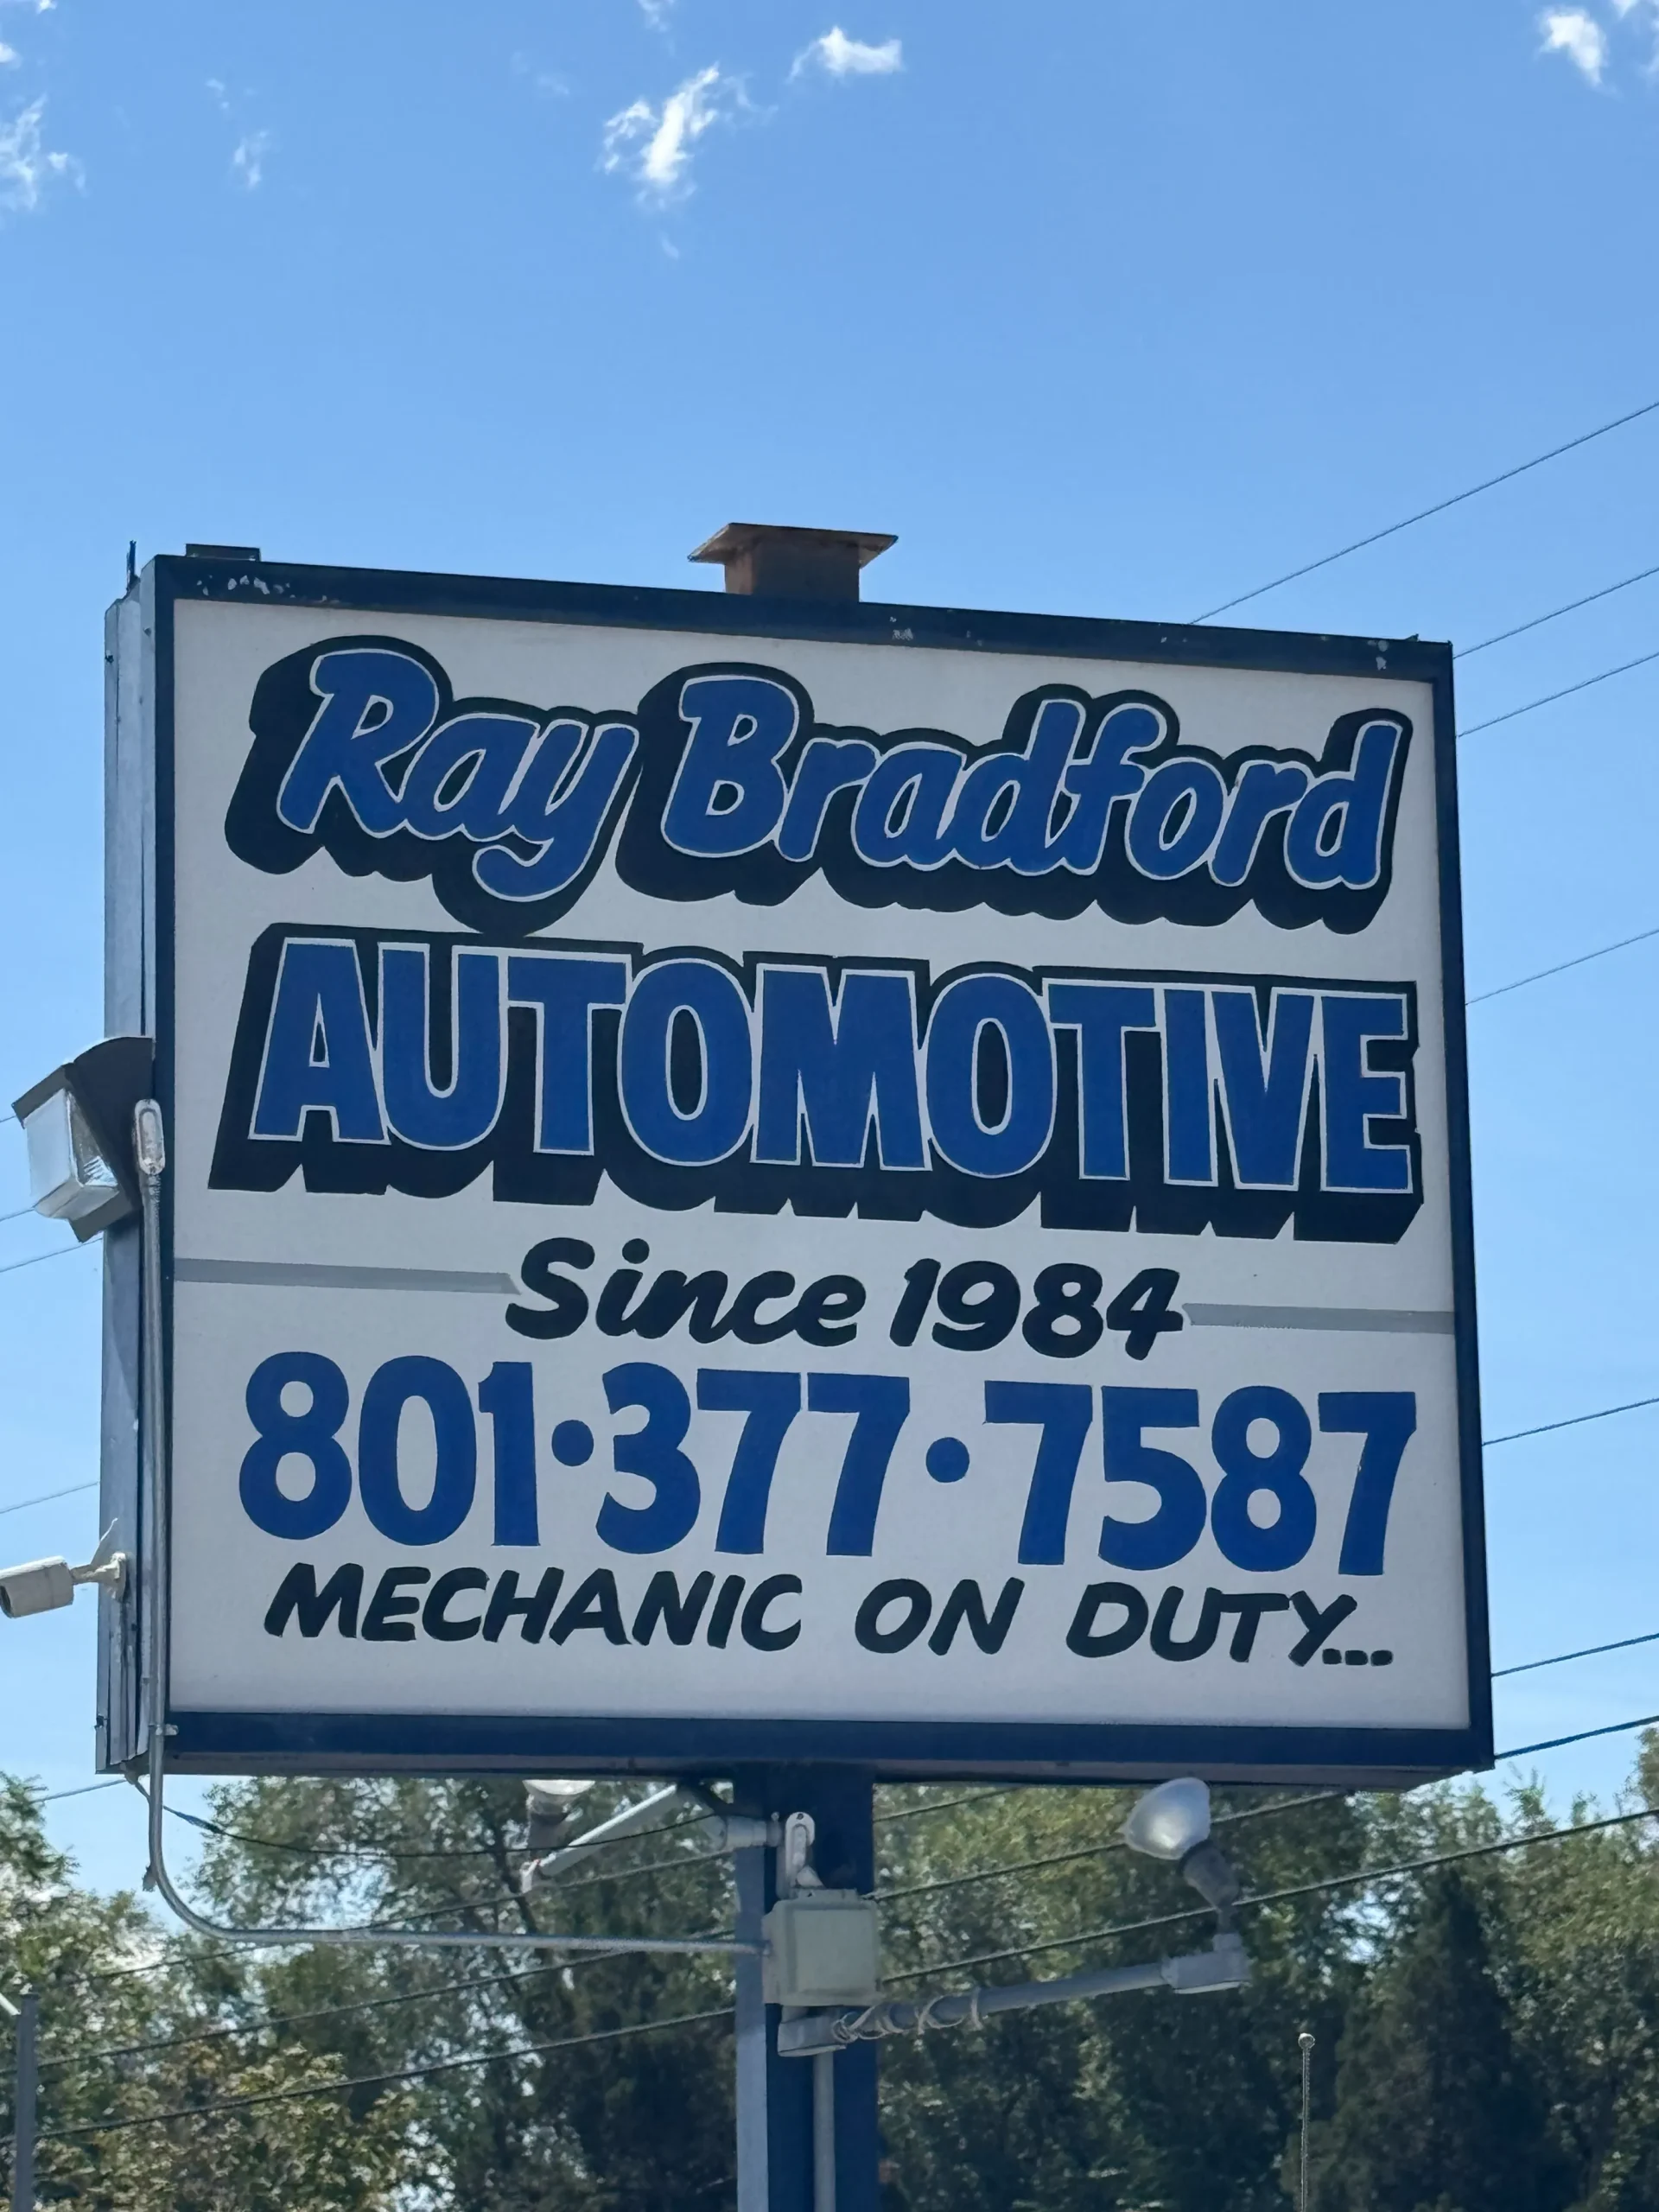 Ray Bradford
AUTOMOTIVE
Since 1984
801•377•7587
MECHANIC ON DUTY...